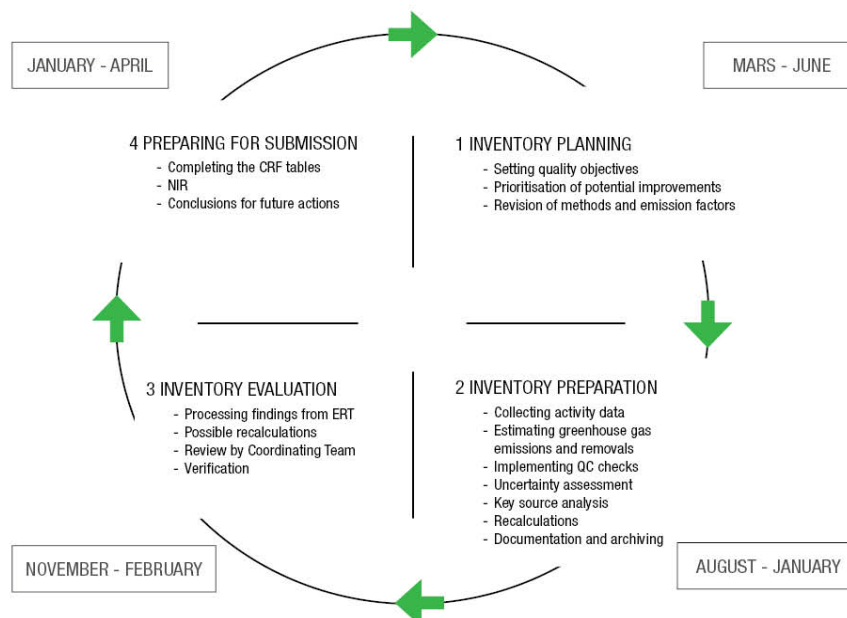 JANUARY - APRIL
MARS - JUNE
4 PREPARING FOR SUBMISSION
- Completing the CRF tables
- NIR
- Conclusions for future actions
1 INVENTORY PLANNING
- Setting quality objectives
- Prioritisation of potential improvements
- Revision of methods and emission factors
3 INVENTORY EVALUATION
- Processing findings from ERT
- Possible recalculations
- Review by Coordinating Team
- Verification
2 INVENTORY PREPARATION
- Collecting activity data
- Estimating greenhouse gas
emissions and removals
- Implementing QC checks
- Uncertainty assessment
- Key source analysis
- Recalculations
- Documentation and archiving
NOVEMBER - FEBRUARY
AUGUST - JANUARY